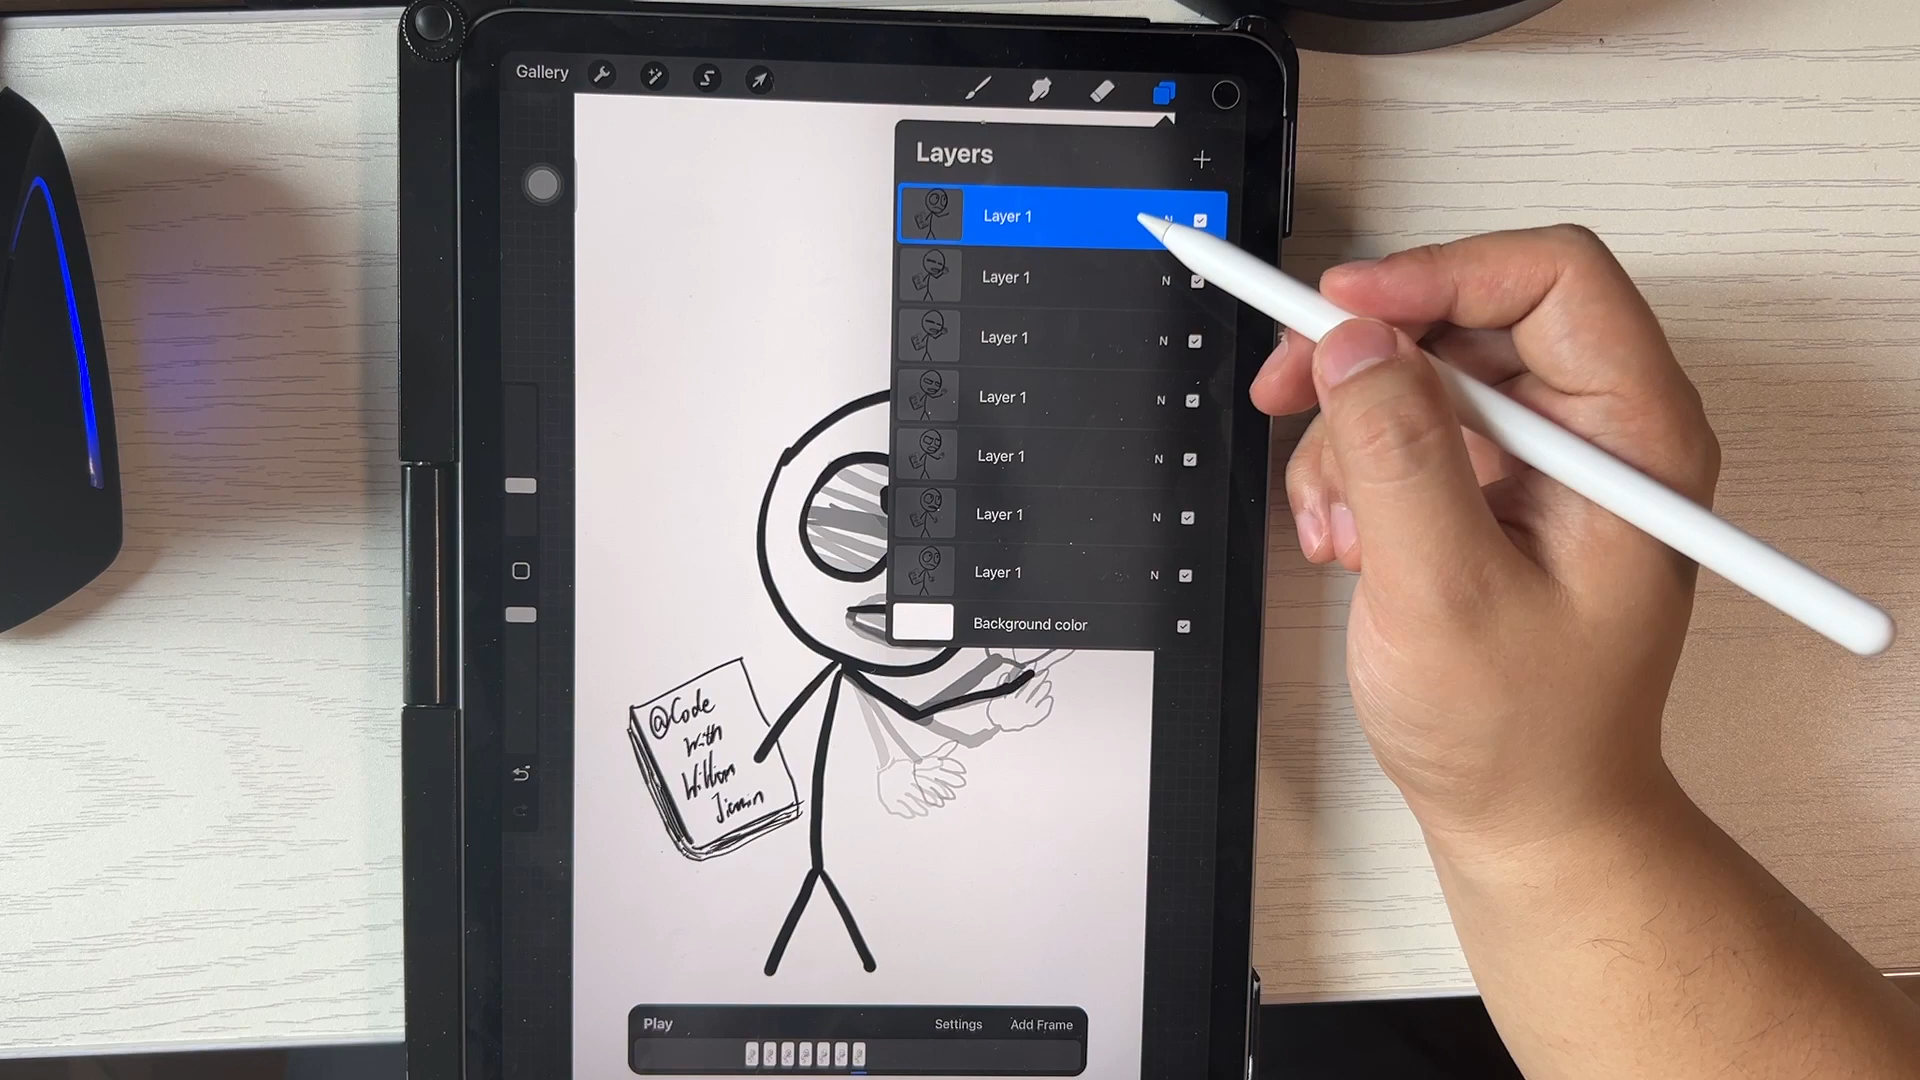 Gallery
Layers
Layer 1 N
Layer 1 N
Layer 1 N
Layer 1 N
Layer 1 N
Layer 1 N
Layer 1 N
Background color
@Code
With
William
Jiamin
Play Settings Add Frame